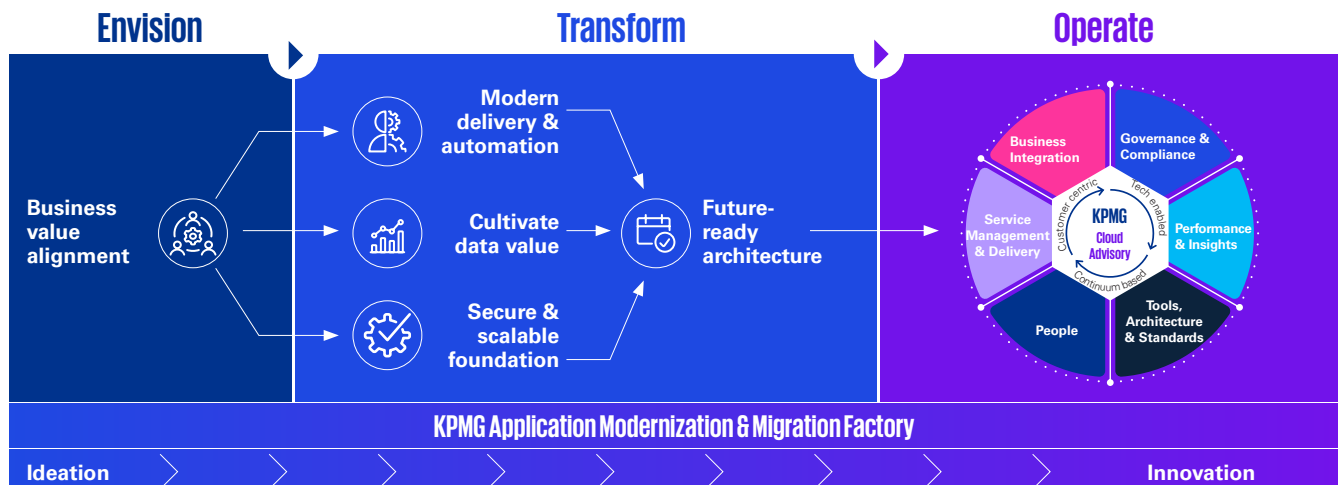 Envision
Transform
Operate
Business
value
alignment
Modern
delivery &
automation
Cultivate
data value
Secure &
scalable
foundation
Future-
ready
architecture
Business
Integration
Governance &
Compliance
Service
Management
& Delivery
Performance
& Insights
People
Tools,
Architecture
& Standards
Customer centric
Tech enabled
Continuum based
KPMG
Cloud
Advisory
KPMG Application Modernization & Migration Factory
Ideation
Innovation